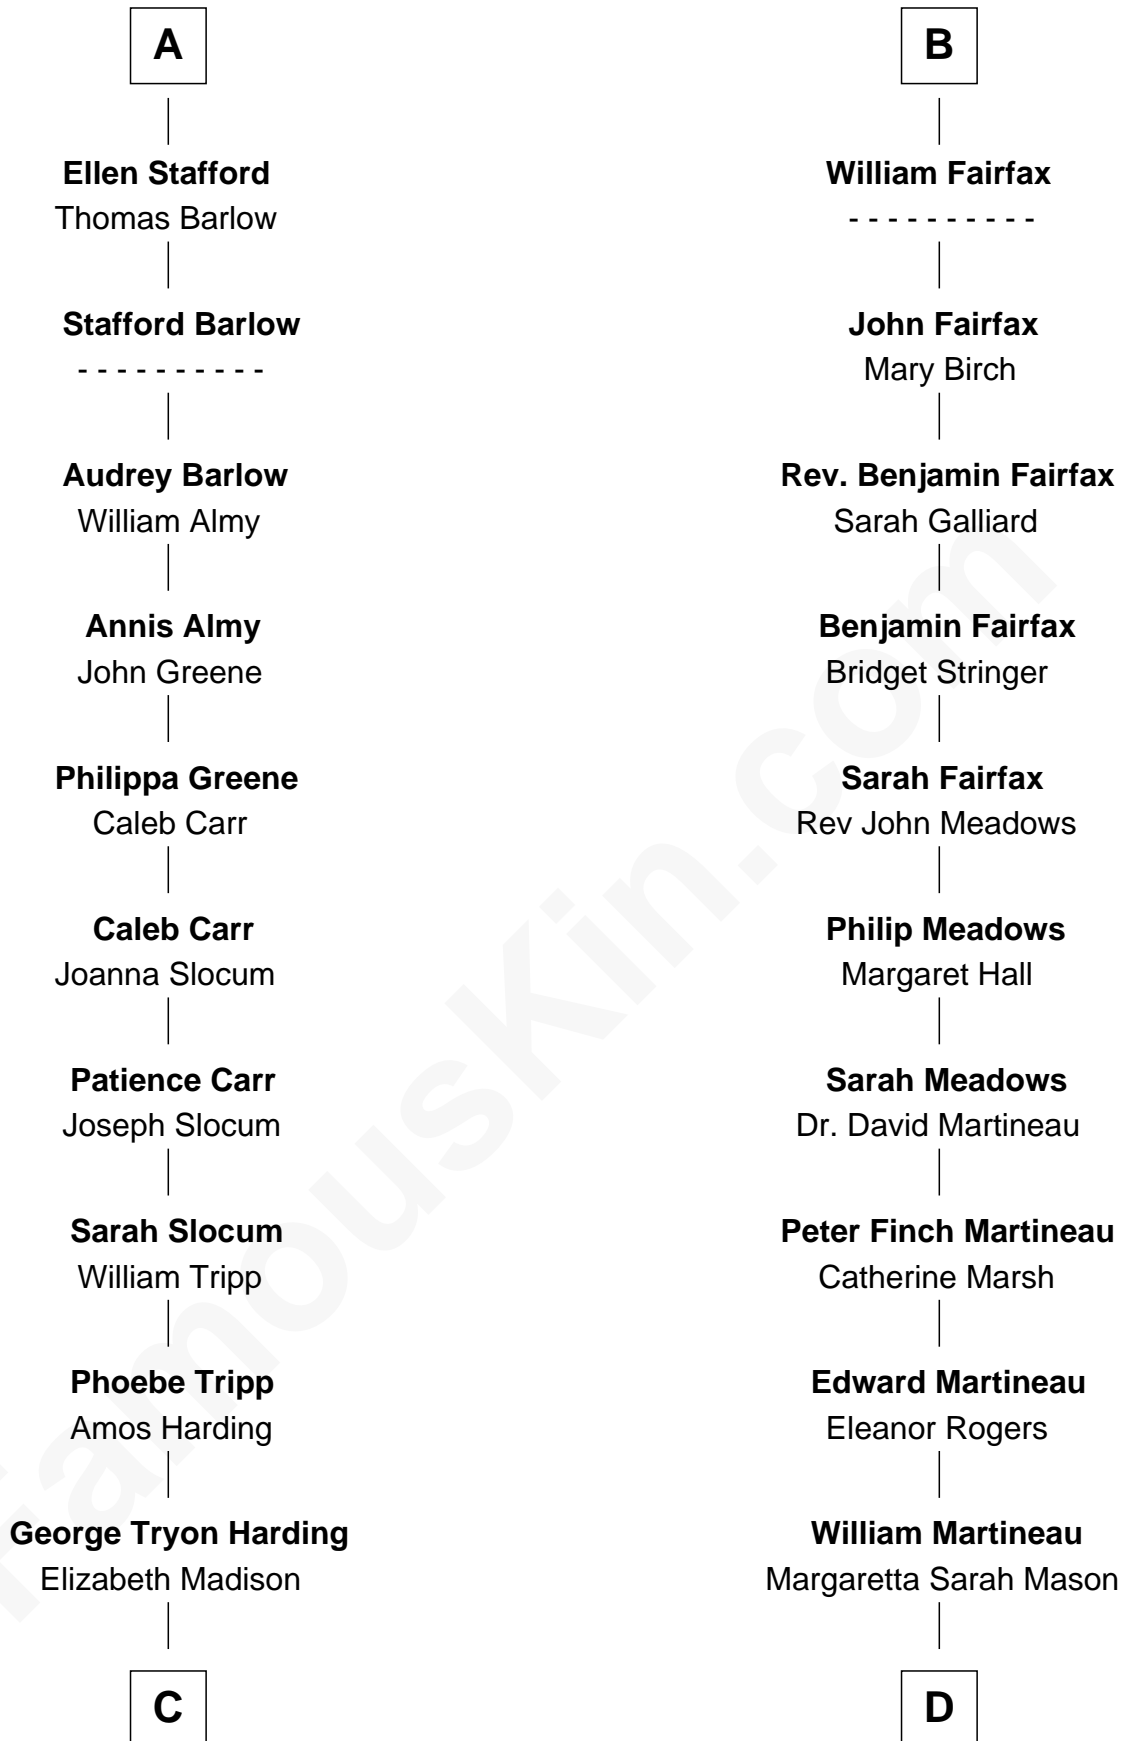 A
Ellen Stafford
Thomas Barlow
Stafford Barlow
- - - - - - - - - -
Audrey Barlow
William Almy
Annis Almy
John Greene
Philippa Greene
Caleb Carr
Caleb Carr
Joanna Slocum
Patience Carr
Joseph Slocum
Sarah Slocum
William Tripp
Phoebe Tripp
Amos Harding
George Tryon Harding
Elizabeth Madison
C
B
William Fairfax
- - - - - - - - - -
John Fairfax
Mary Birch
Rev. Benjamin Fairfax
Sarah Galliard
Benjamin Fairfax
Bridget Stringer
Sarah Fairfax
Rev John Meadows
Philip Meadows
Margaret Hall
Sarah Meadows
Dr. David Martineau
Peter Finch Martineau
Catherine Marsh
Edward Martineau
Eleanor Rogers
William Martineau
Margaretta Sarah Mason
D
FamousKin.com